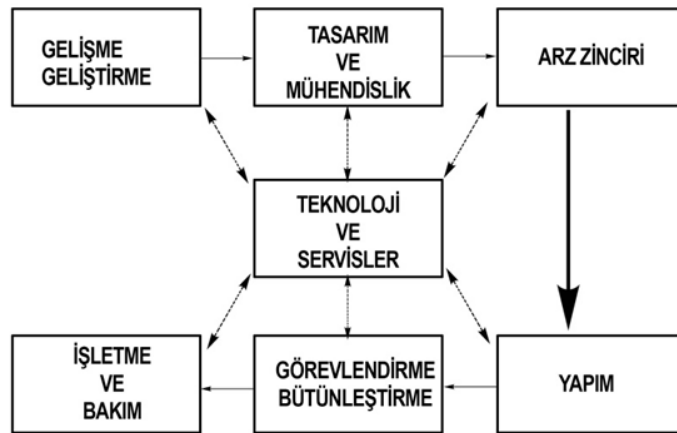 GELİŞME
GELİŞTİRME
TASARIM
VE
MÜHENDİSLİK
ARZ ZİNCİRİ
TEKNOLOJİ
VE
SERVİSLER
İŞLETME
VE
BAKIM
GÖREVLENDİRME
BÜTÜNLEŞTİRME
YAPIM